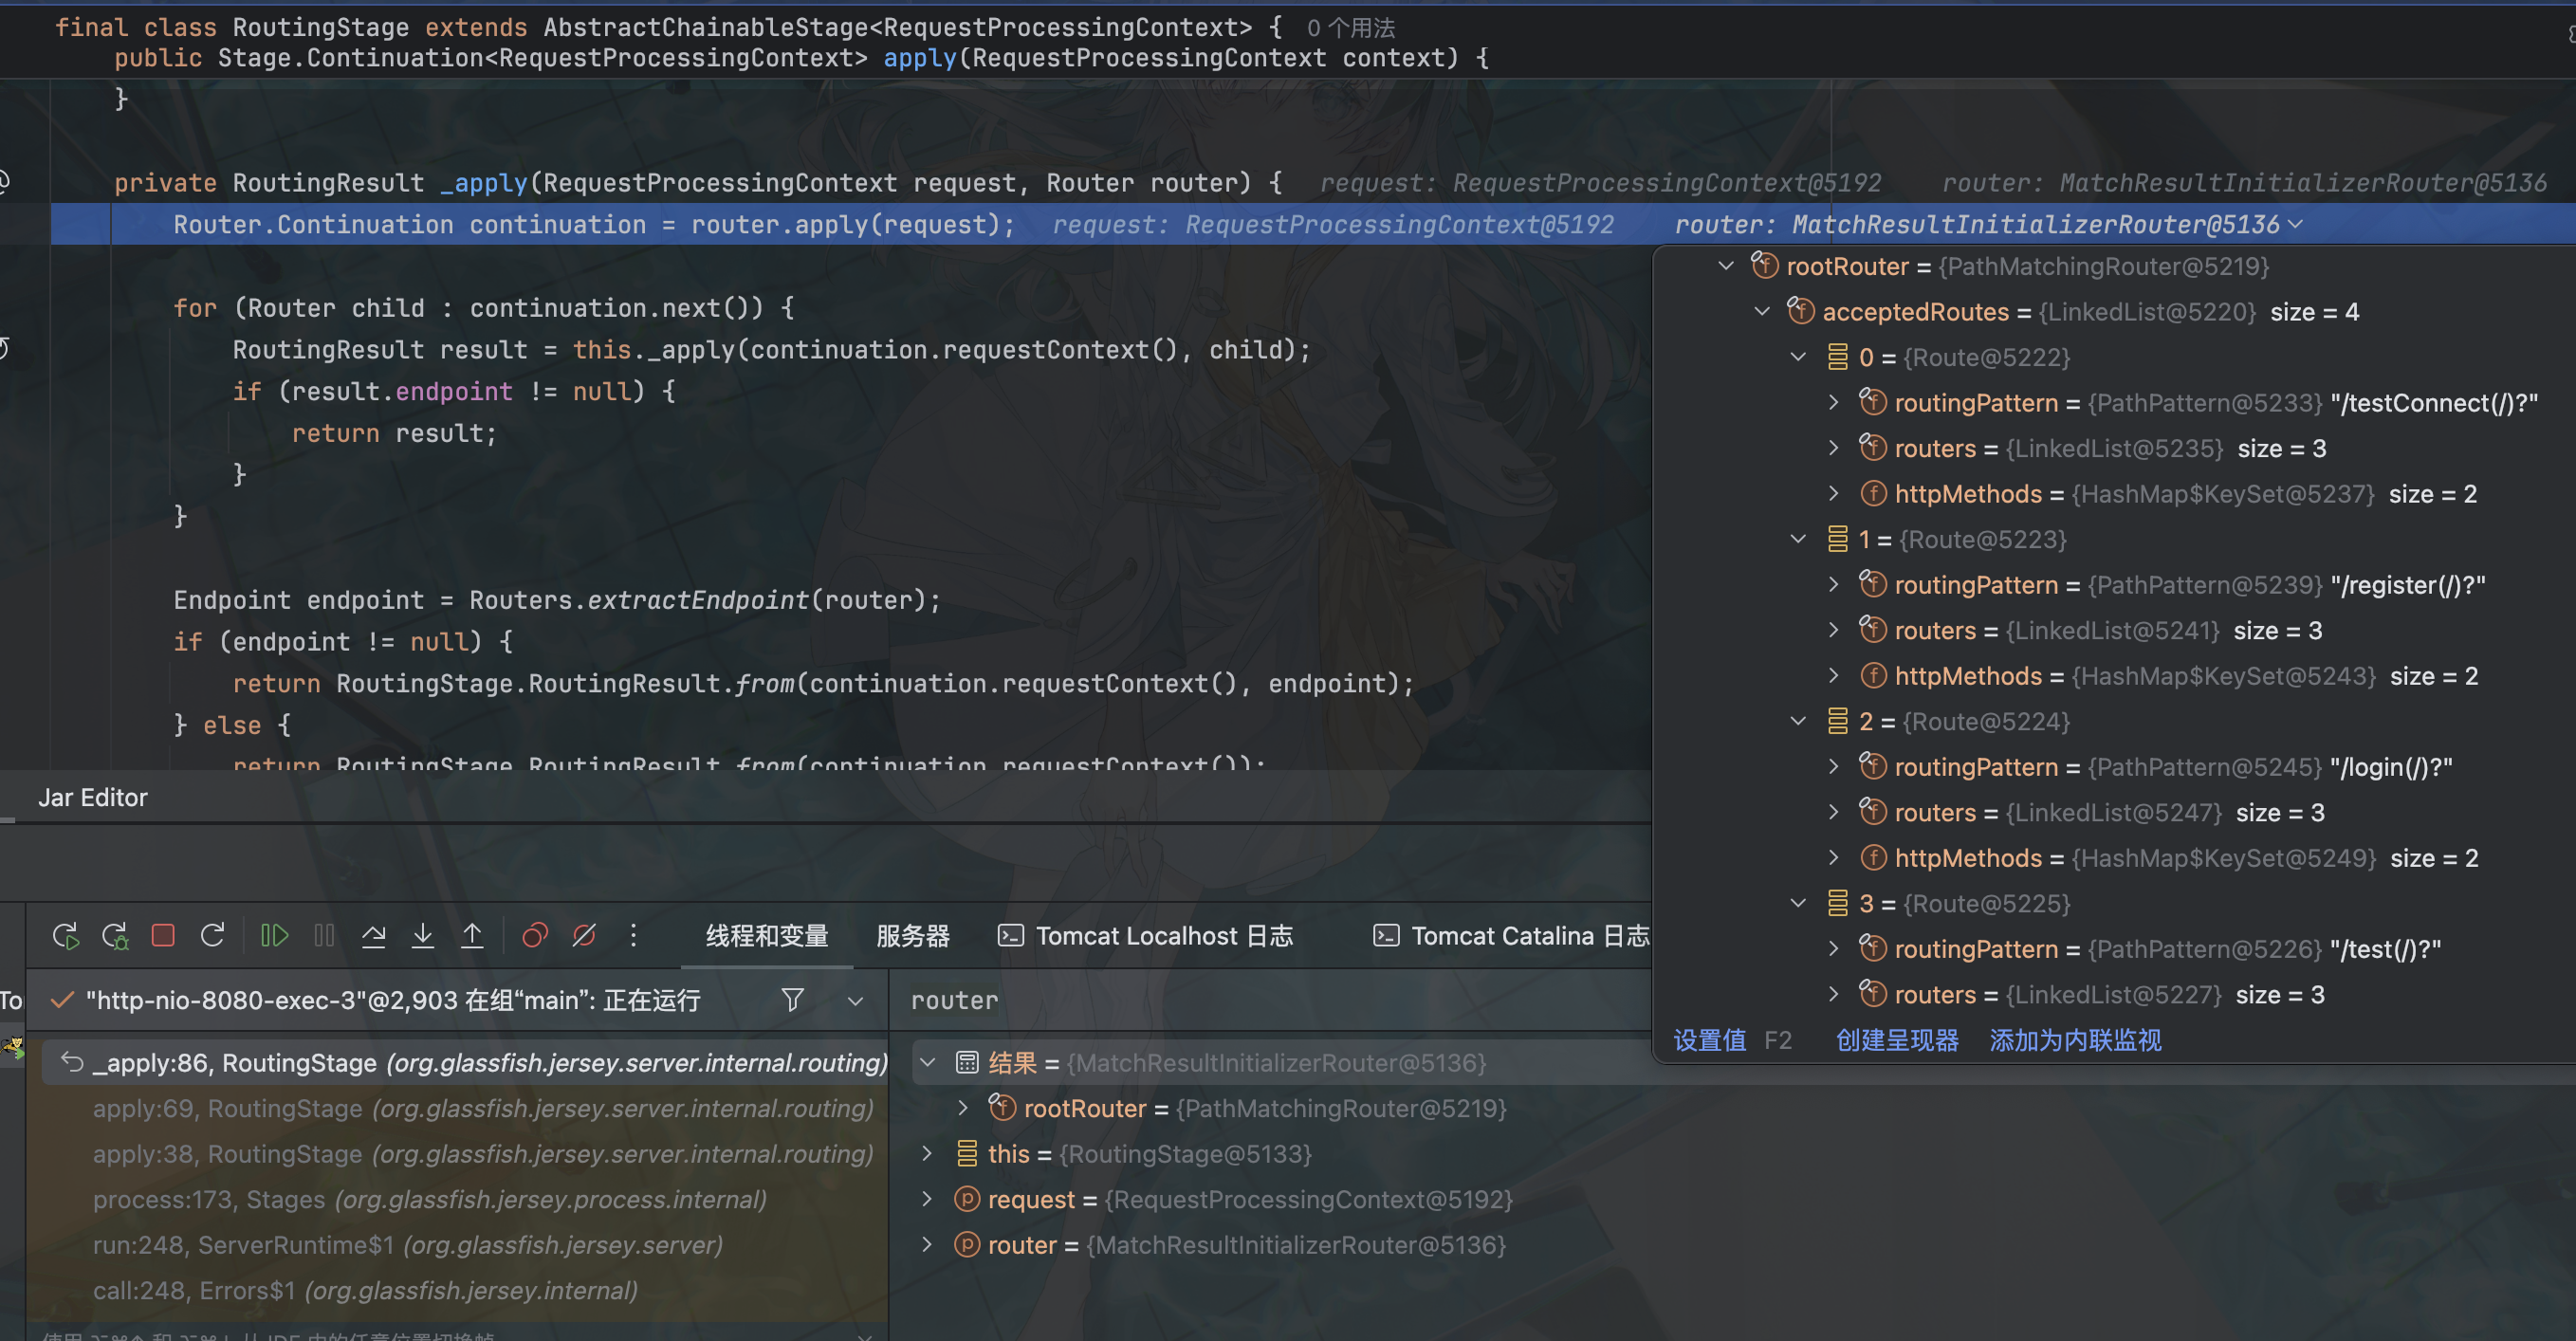 final class RoutingStage extends AbstractChainableStage<RequestProcessingContext> { 0 个用法
public Stage.Continuation<RequestProcessingContext> apply(RequestProcessingContext context) {
}
private RoutingResult _apply(RequestProcessingContext request, Router router) { request: RequestProcessingContext@5192 router: MatchResultInitializerRouter@5136
Router.Continuation continuation = router.apply(request); request: RequestProcessingContext@5192 router: MatchResultInitializerRouter@5136
for (Router child : continuation.next()) {
RoutingResult result = this._apply(continuation.requestContext(), child);
if (result.endpoint != null) {
return result;
}
}
Endpoint endpoint = Routers.extractEndpoint(router);
if (endpoint != null) {
return RoutingStage.RoutingResult.from(continuation.requestContext(), endpoint);
} else {
return RoutingStage.RoutingResult.from(continuation.requestContext());
rootRouter = {PathMatchingRouter@5219}
acceptedRoutes = {LinkedList@5220} size = 4
0 = {Route@5222}
routingPattern = {PathPattern@5233} "/testConnect(/)?"
routers = {LinkedList@5235} size = 3
httpMethods = {HashMap$KeySet@5237} size = 2
1 = {Route@5223}
routingPattern = {PathPattern@5239} "/register(/)?"
routers = {LinkedList@5241} size = 3
httpMethods = {HashMap$KeySet@5243} size = 2
2 = {Route@5224}
routingPattern = {PathPattern@5245} "/login(/)?"
routers = {LinkedList@5247} size = 3
httpMethods = {HashMap$KeySet@5249} size = 2
3 = {Route@5225}
routingPattern = {PathPattern@5226} "/test(/)?"
routers = {LinkedList@5227} size = 3
设置值 F2 创建呈现器 添加为内联监视
Jar Editor
线程和变量 服务器 Tomcat Localhost 日志 Tomcat Catalina 日志
To
"http-nio-8080-exec-3"@2,903 在组“main”: 正在运行
_apply:86, RoutingStage (org.glassfish.jersey.server.internal.routing)
apply:69, RoutingStage (org.glassfish.jersey.server.internal.routing)
apply:38, RoutingStage (org.glassfish.jersey.server.internal.routing)
process:173, Stages (org.glassfish.jersey.process.internal)
run:248, ServerRuntime$1 (org.glassfish.jersey.server)
call:248, Errors$1 (org.glassfish.jersey.internal)
router
结果 = {MatchResultInitializerRouter@5136}
rootRouter = {PathMatchingRouter@5219}
this = {RoutingStage@5133}
request = {RequestProcessingContext@5192}
router = {MatchResultInitializerRouter@5136}